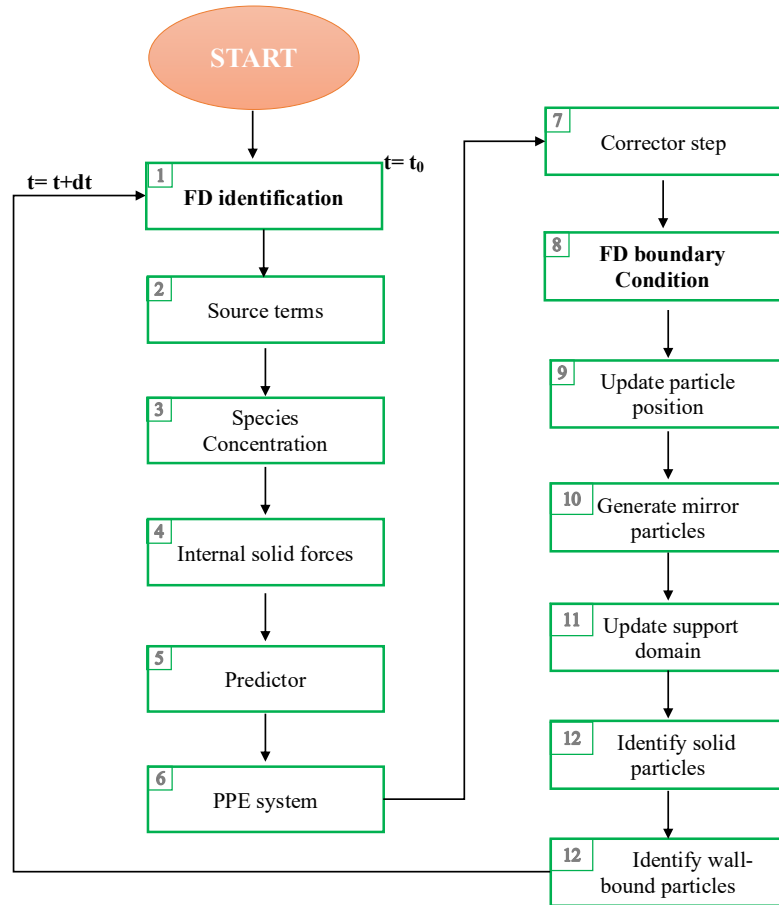 START
t= t₀
t= t+dt
1
FD identification
2
Source terms
3
Species
Concentration
4
Internal solid forces
5
Predictor
6
PPE system
7
Corrector step
8
FD boundary
Condition
9
Update particle
position
10
Generate mirror
particles
11
Update support
domain
12
Identify solid
particles
12
Identify wall-
bound particles